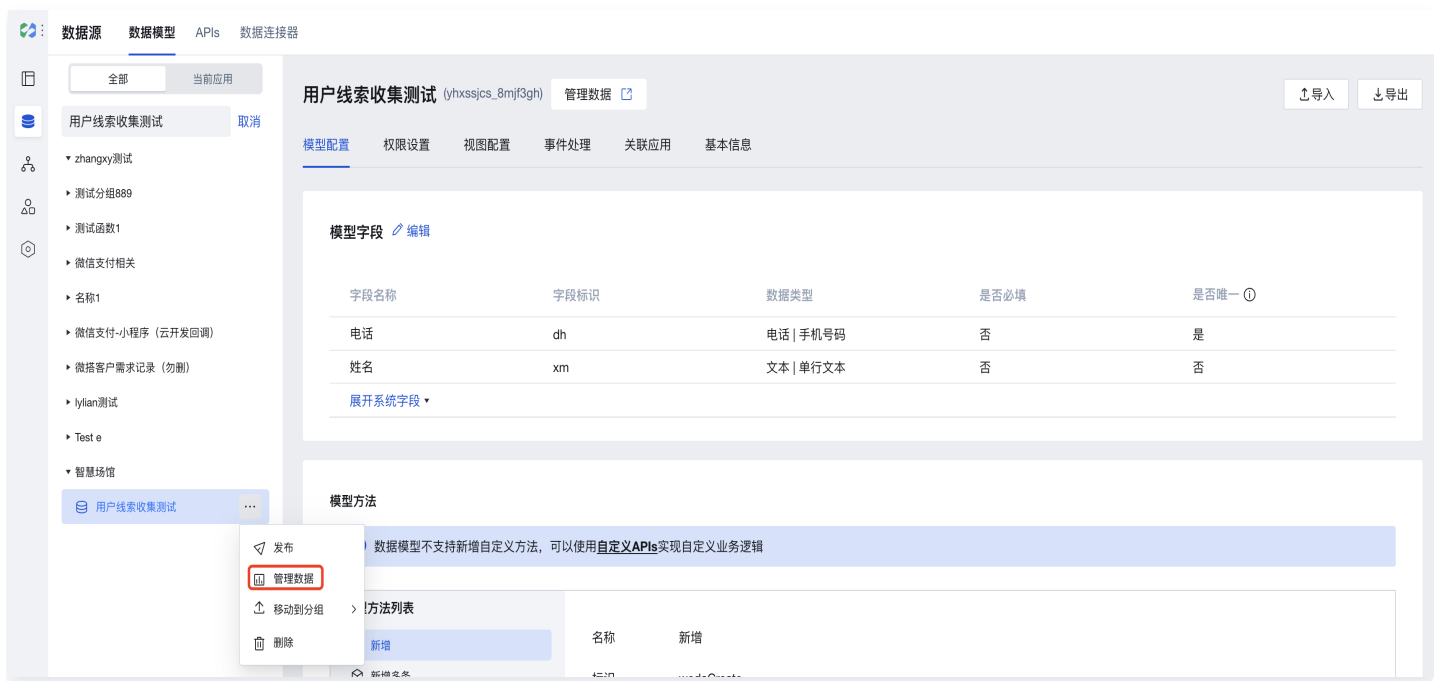 数据源 数据模型 APIs 数据连接器
全部 当前应用
用户线索收集测试 取消
zhangxy测试
测试分组889
测试函数1
微信支付相关
名称1
微信支付-小程序（云开发回调）
微搭客户需求记录（勿删）
lylian测试
Test e
智慧场馆
用户线索收集测试 ...
发布
管理数据
移动到分组
删除
用户线索收集测试 (yhxssjcs_8mjf3gh) 管理数据 导入 导出
模型配置 权限设置 视图配置 事件处理 关联应用 基本信息
模型字段 编辑
字段名称 字段标识 数据类型 是否必填 是否唯一
电话 dh 电话 | 手机号码 否 是
姓名 xm 文本 | 单行文本 否 否
展开系统字段
模型方法
数据模型不支持新增自定义方法，可以使用自定义APIs实现自定义业务逻辑
方法列表
新增
新增多条
名称 新增
标识 wedaCreate